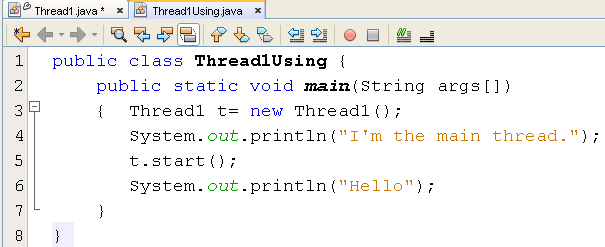 Thread1.java * x Thread1Using.java x
1 public class Thread1Using {
2 public static void main(String args[])
3 { Thread1 t= new Thread1();
4 System.out.println("I'm the main thread.");
5 t.start();
6 System.out.println("Hello");
7 }
8 }